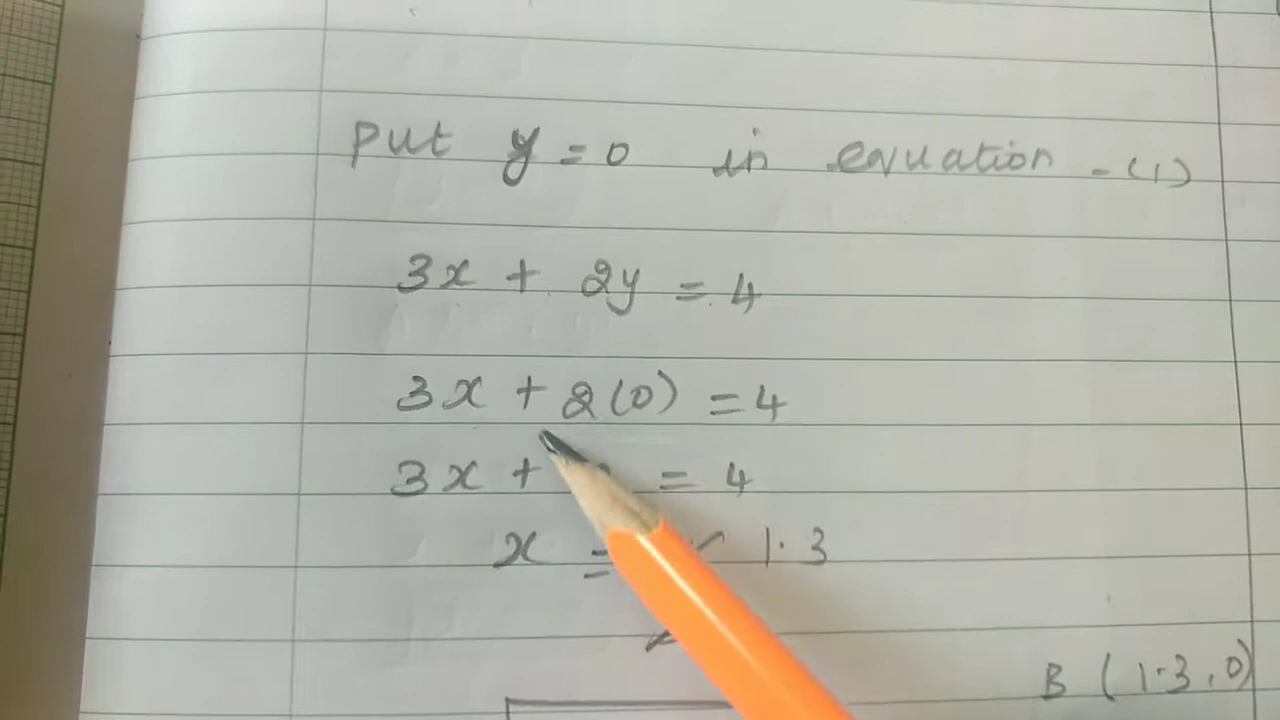 Put y = 0 in equation - (1)
3x + 2y = 4
3x + 2(0) = 4
3x + = 4
x = 1.3
B (1.3, 0)